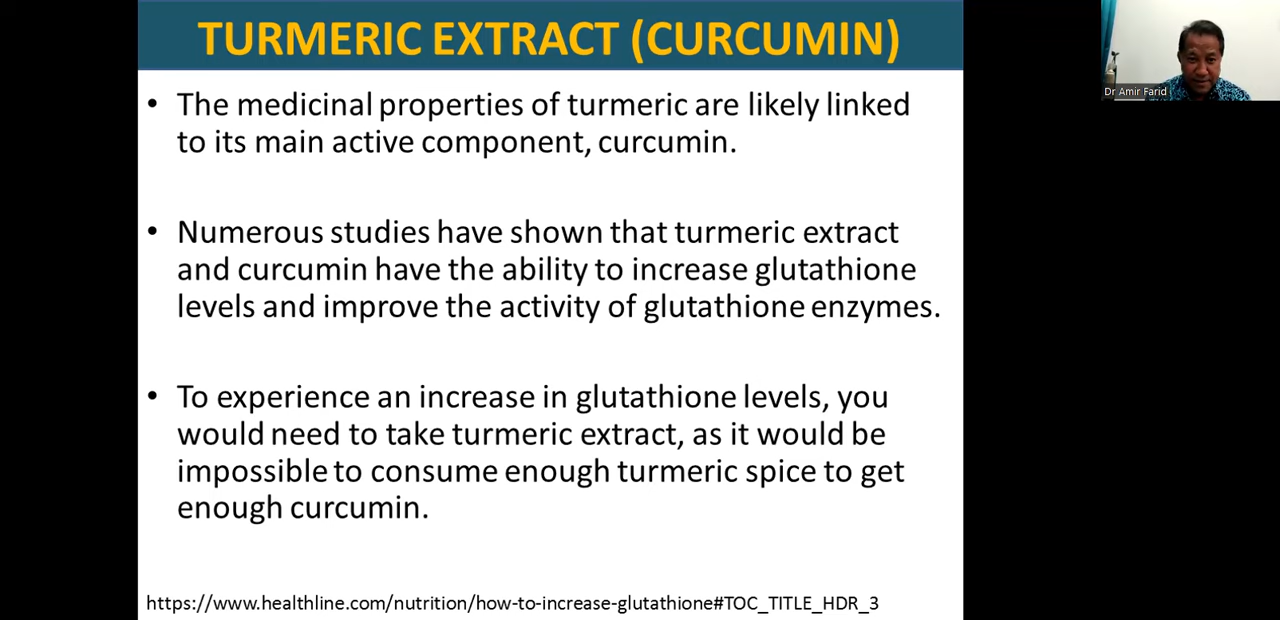 TURMERIC EXTRACT (CURCUMIN)
• The medicinal properties of turmeric are likely linked
to its main active component, curcumin.
• Numerous studies have shown that turmeric extract
and curcumin have the ability to increase glutathione
levels and improve the activity of glutathione enzymes.
• To experience an increase in glutathione levels, you
would need to take turmeric extract, as it would be
impossible to consume enough turmeric spice to get
enough curcumin.
https://www.healthline.com/nutrition/how-to-increase-glutathione#TOC_TITLE_HDR_3
Dr Amir Farid